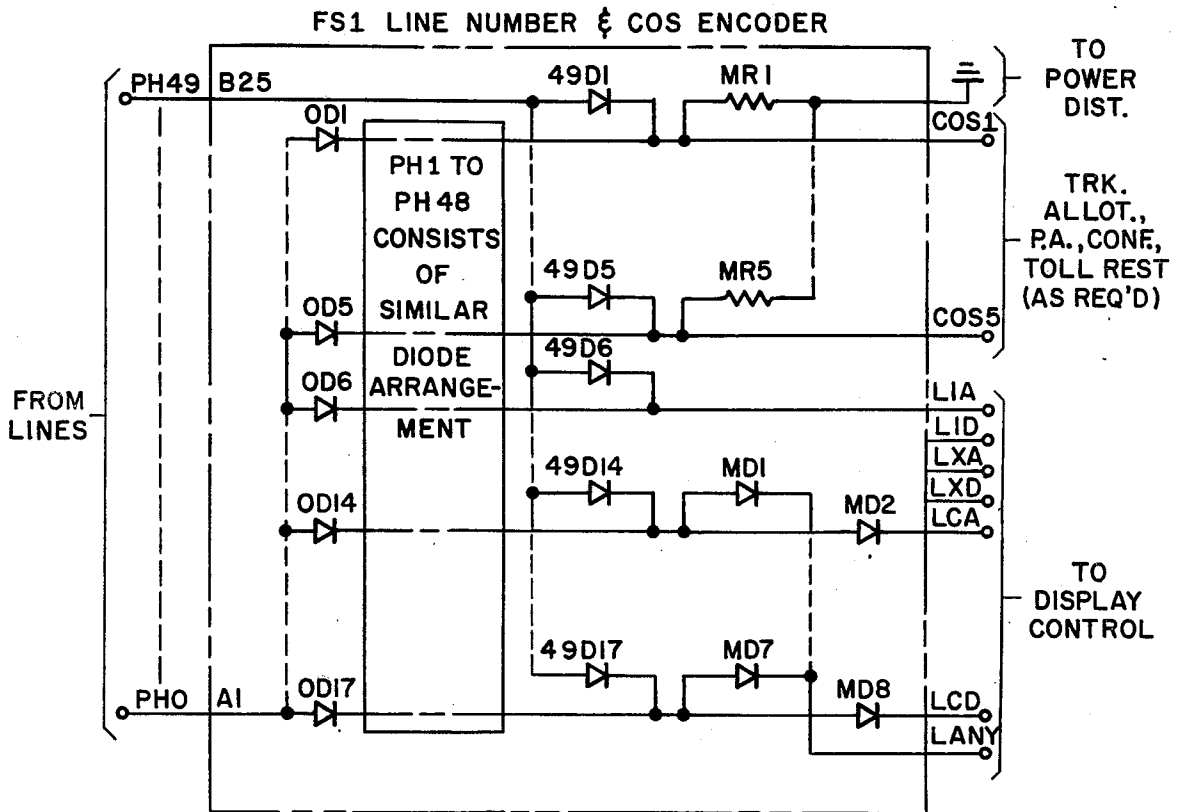 FS1 LINE NUMBER & COS ENCODER
PH49
B25
49D1
MR1
TO
POWER
DIST.
OD1
COS1
PH1 TO
PH48
CONSISTS
OF
SIMILAR
DIODE
ARRANGE-
MENT
TRK.
ALLOT.,
P.A., CONF.,
TOLL REST
(AS REQ'D)
49D5
MR5
OD5
COS5
49D6
OD6
LIA
LID
LXA
LXD
LCA
FROM
LINES
49D14
MD1
OD14
MD2
TO
DISPLAY
CONTROL
49D17
MD7
PH0
A1
OD17
MD8
LCD
LANY